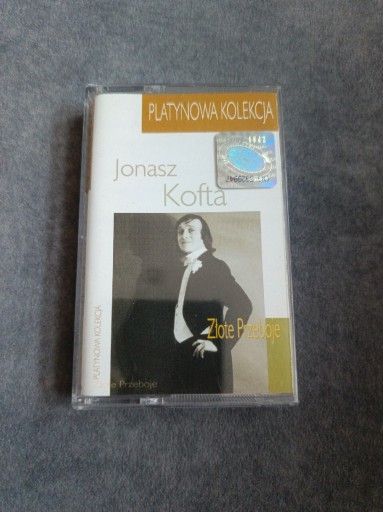 PLATYNOWA KOLEKCJA
Jonasz
Kofta
Złote Przeboje
PLATYNOWA KOLEKCJA
Przeboje